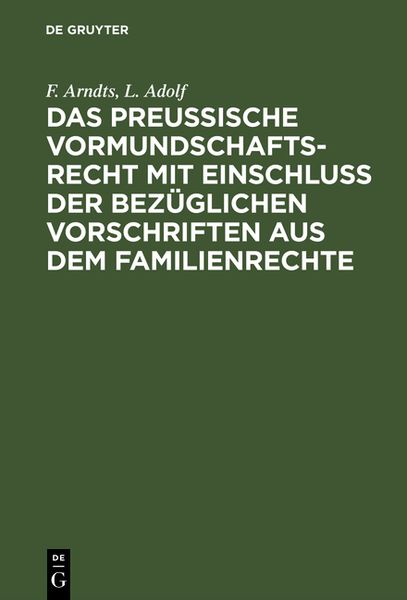 DE GRUYTER
F. Arndts, L. Adolf
DAS PREUSSISCHE
VORMUNDSCHAFTS-
RECHT MIT EINSCHLUSS
DER BEZÜGLICHEN
VORSCHRIFTEN AUS
DEM FAMILIENRECHTE
DE
G